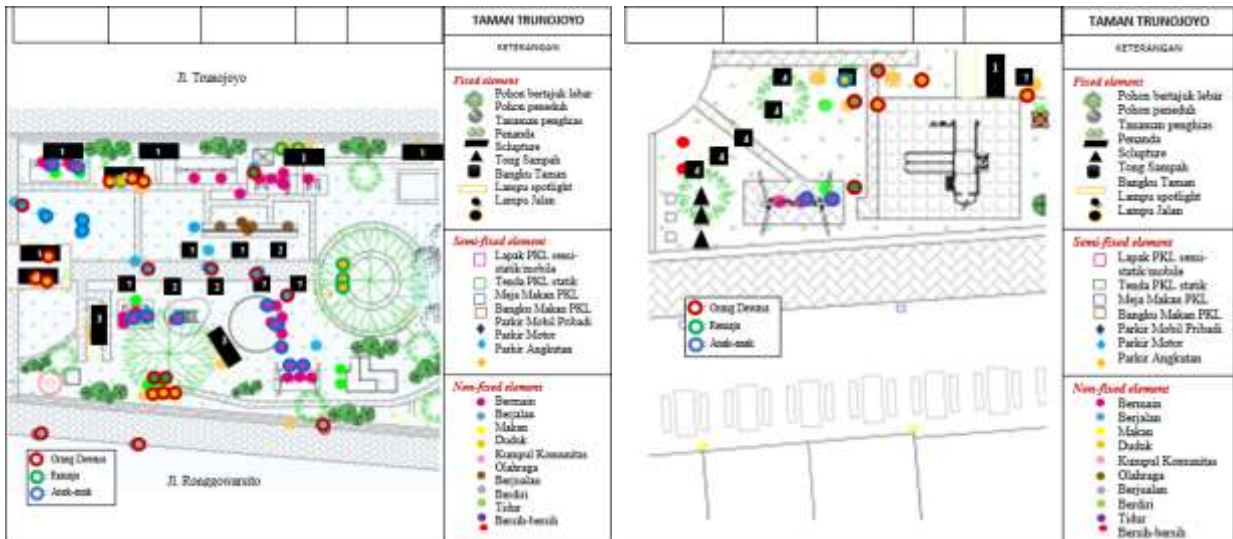 TAMAN TRUNOJOYO
KETERANGAN
Jl. Trunojoyo
Fixed element
Pohon bertajuk lebar
Pohon peneduh
Tanaman penghias
Penanda
Sclupture
Tong Sampah
Bangku Taman
Lampu spotlight
Lampu Jalan
Semi-fixed element
Lapak PKL semi-
statik/mobile
Tenda PKL statik
Meja Makan PKL
Bangku Makan PKL
Parkir Mobil Pribadi
Parkir Motor
Parkir Angkutan
Non-fixed element
Bermain
Berjalan
Makan
Duduk
Kumpul Komunitas
Olahraga
Berjualan
Berdiri
Tidur
Bersih-bersih
Orang Dewasa
Remaja
Anak-anak
Jl. Ronggowarsito
TAMAN TRUNOJOYO
KETERANGAN
Fixed element
Pohon bertajuk lebar
Pohon peneduh
Tanaman penghias
Penanda
Sclupture
Tong Sampah
Bangku Taman
Lampu spotlight
Lampu Jalan
Semi-fixed element
Lapak PKL semi-
statik/mobile
Tenda PKL statik
Meja Makan PKL
Bangku Makan PKL
Parkir Mobil Pribadi
Parkir Motor
Parkir Angkutan
Non-fixed element
Bermain
Berjalan
Makan
Duduk
Kumpul Komunitas
Olahraga
Berjualan
Berdiri
Tidur
Bersih-bersih
Orang Dewasa
Remaja
Anak-anak